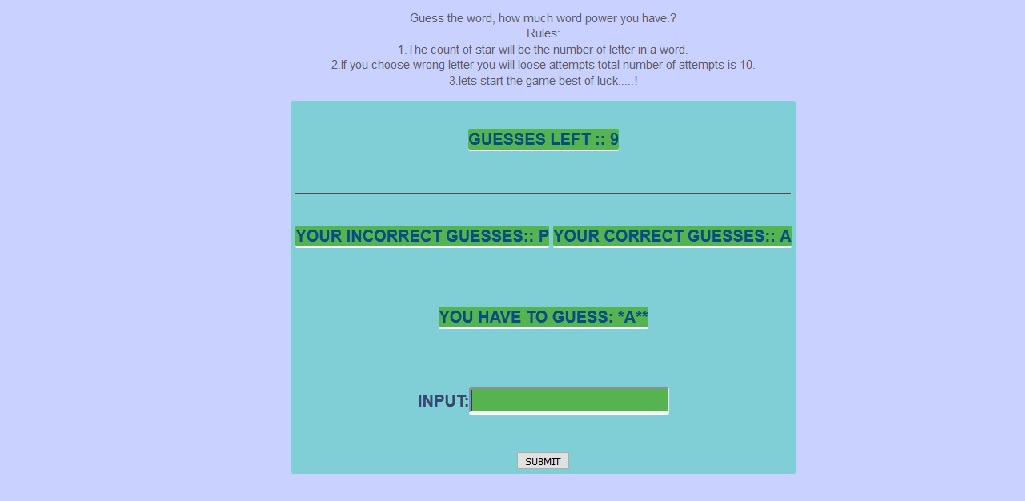 Guess the word, how much word power you have.?
Rules:
1.The count of star will be the number of letter in a word.
2.If you choose wrong letter you will loose attempts total number of attempts is 10.
3.lets start the game best of luck.....!
GUESSES LEFT :: 9
YOUR INCORRECT GUESSES:: P YOUR CORRECT GUESSES:: A
YOU HAVE TO GUESS: *A**
INPUT:
SUBMIT